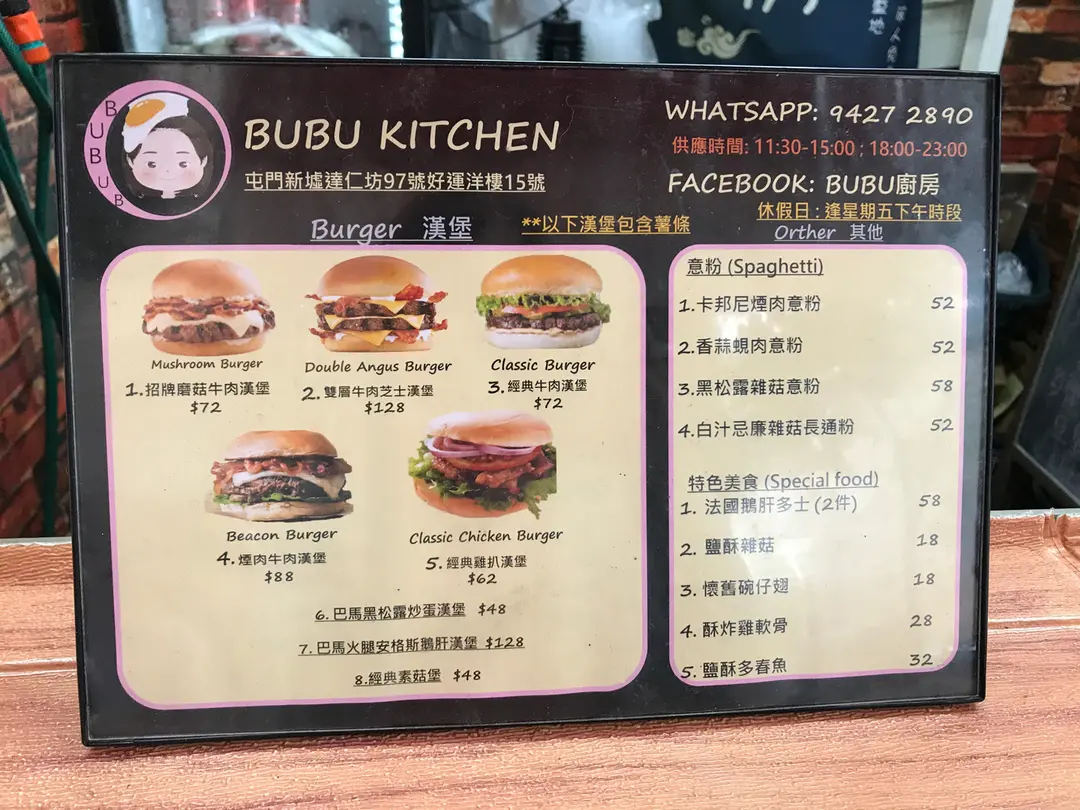 BUBU
BUB
BUBU KITCHEN
屯門新墟達仁坊97號好運洋樓15號
WHATSAPP: 9427 2890
供應時間: 11:30-15:00 ; 18:00-23:00
FACEBOOK: BUBU廚房
休假日 : 逢星期五下午時段
Burger 漢堡
**以下漢堡包含薯條
Mushroom Burger
1.招牌磨菇牛肉漢堡
$72
Double Angus Burger
2. 雙層牛肉芝士漢堡
$128
Classic Burger
3. 經典牛肉漢堡
$72
Beacon Burger
4.煙肉牛肉漢堡
$88
Classic Chicken Burger
5. 經典雞扒漢堡
$62
6. 巴馬黑松露炒蛋漢堡 $48
7. 巴馬火腿安格斯鵝肝漢堡 $128
8.經典素菇堡 $48
Orther 其他
意粉 (Spaghetti)
1.卡邦尼煙肉意粉 52
2.香蒜蜆肉意粉 52
3.黑松露雜菇意粉 58
4.白汁忌廉雜菇長通粉 52
特色美食 (Special food)
1. 法國鵝肝多士 (2件) 58
2. 鹽酥雜菇 18
3. 懷舊碗仔翅 18
4. 酥炸雞軟骨 28
5. 鹽酥多春魚 32